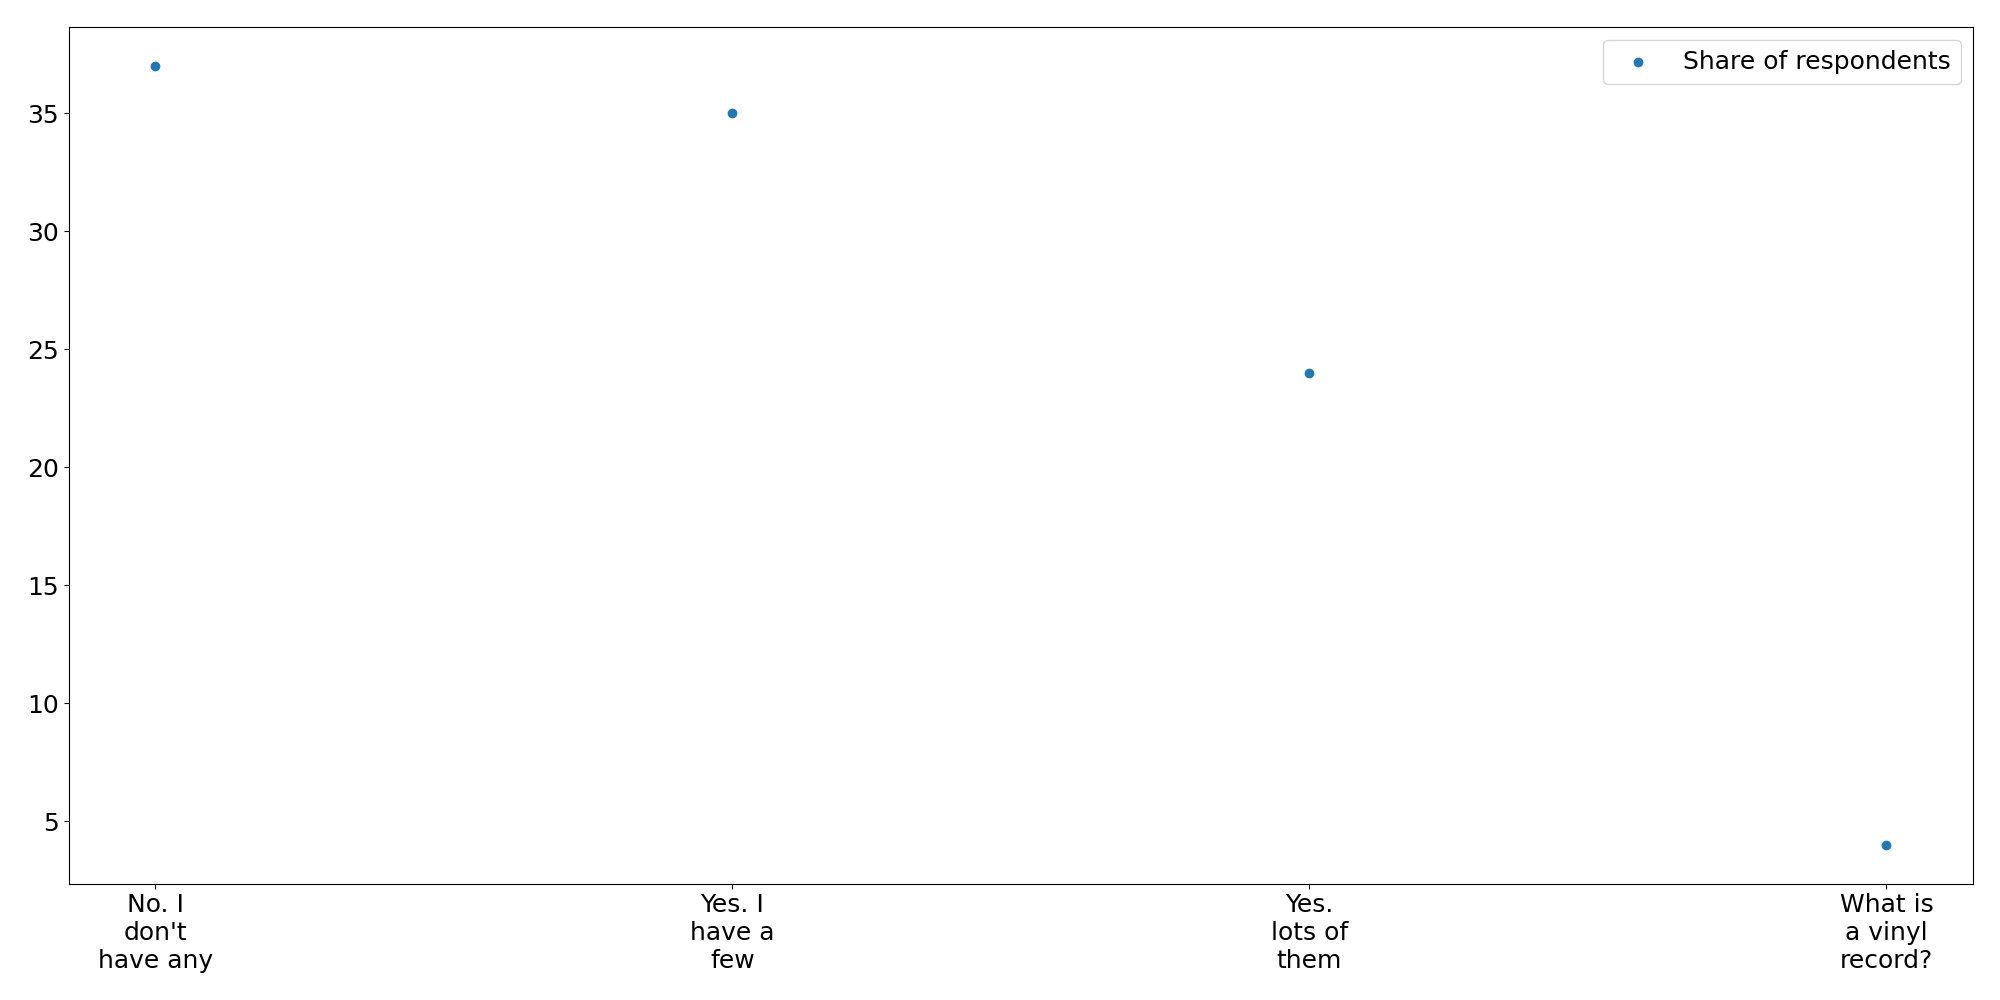 Share of respondents
35
30
25
20
15
10
5
No. I
don't
have any
Yes. I
have a
few
Yes.
lots of
them
What is
a vinyl
record?